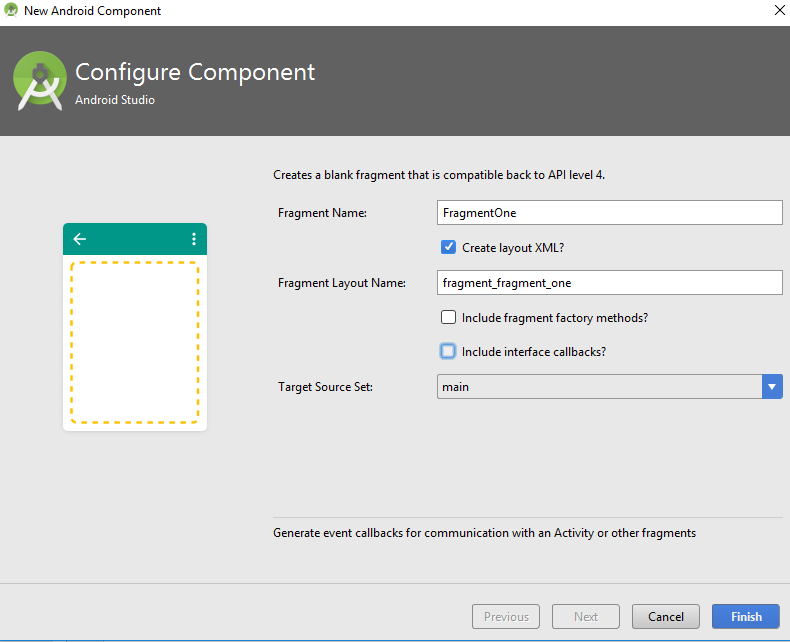 New Android Component
Configure Component
Android Studio
Creates a blank fragment that is compatible back to API level 4.
Fragment Name:
FragmentOne
Create layout XML?
Fragment Layout Name:
fragment_fragment_one
Include fragment factory methods?
Include interface callbacks?
Target Source Set:
main
Generate event callbacks for communication with an Activity or other fragments
Previous
Next
Cancel
Finish